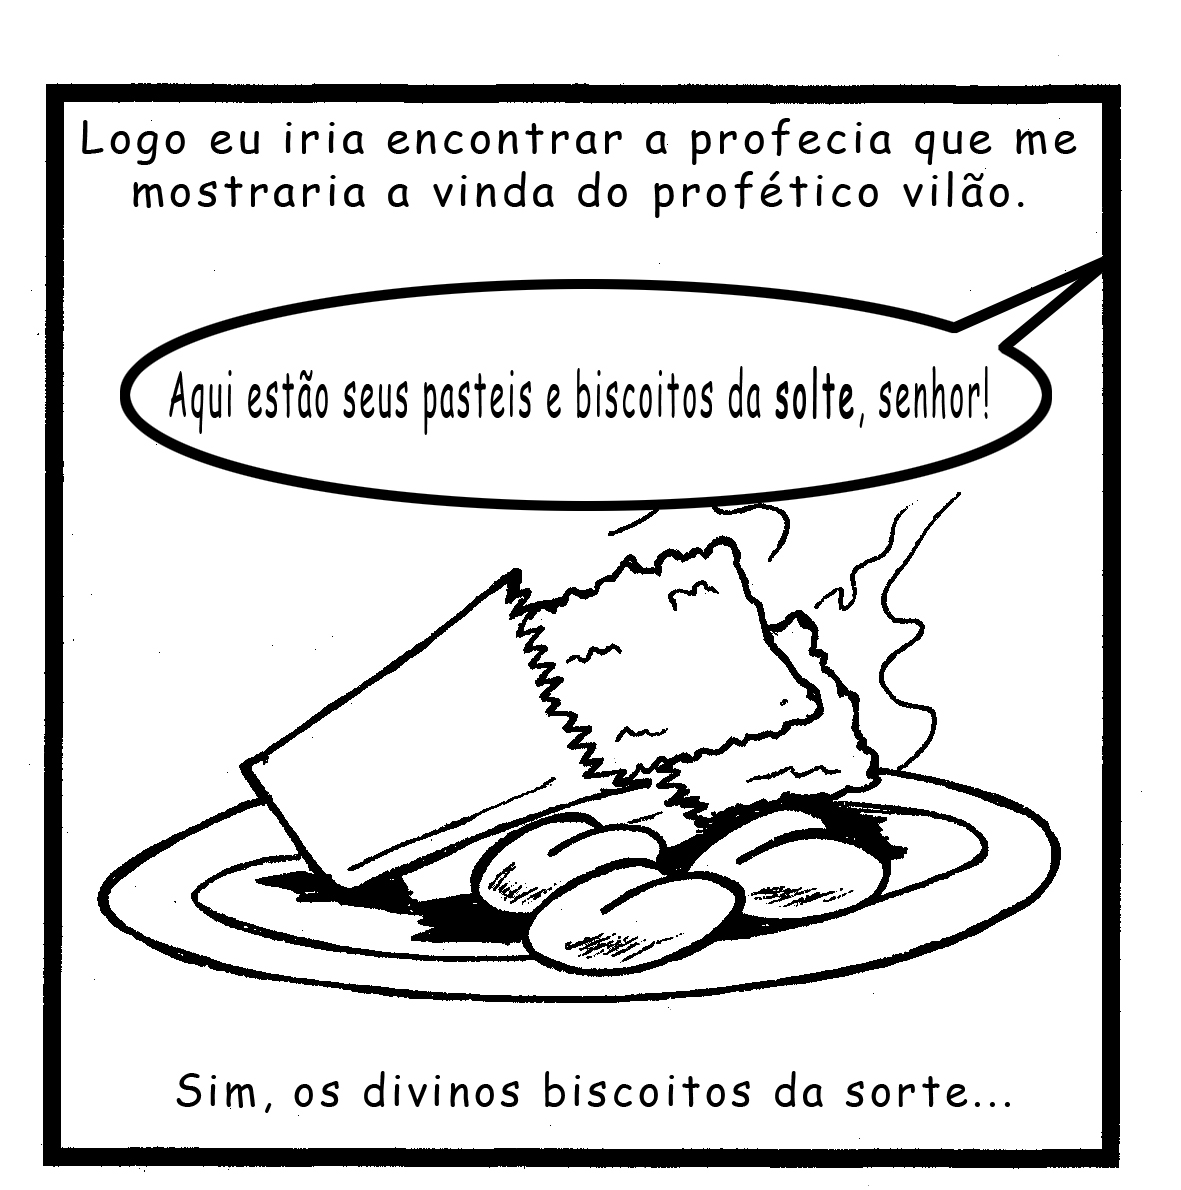 Logo eu iria encontrar a profecia que me
mostraria a vinda do profético vilão.
Aqui estão seus pasteis e biscoitos da solte, senhor!
Sim, os divinos biscoitos da sorte...